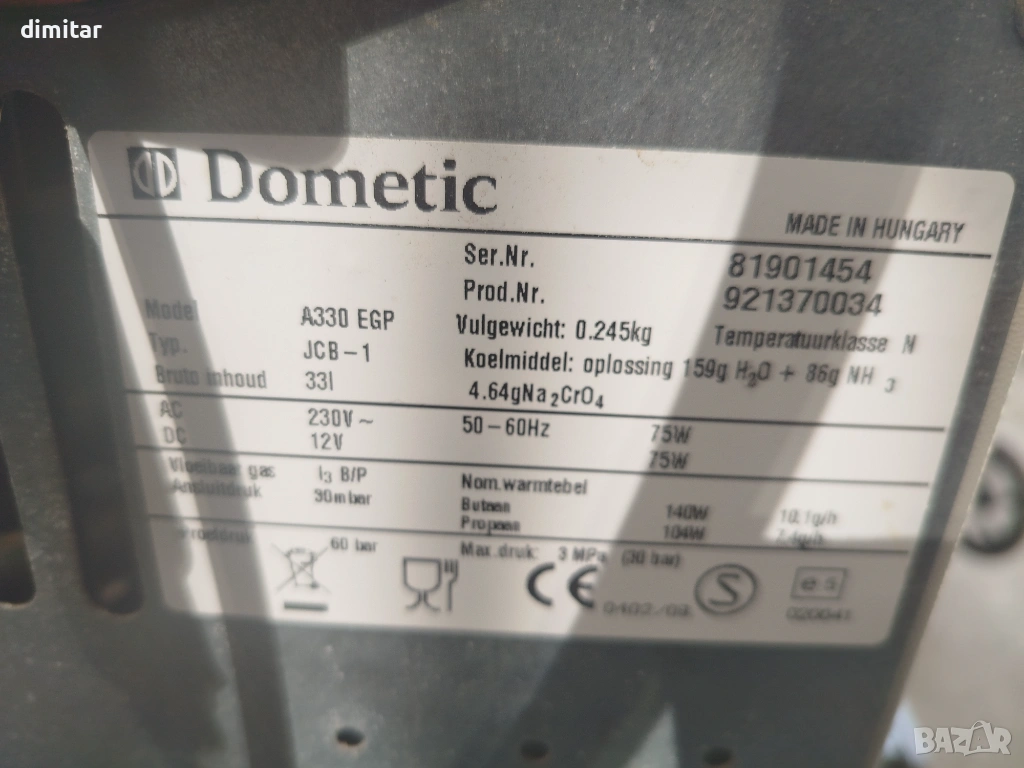 dimitar
Dometic
MADE IN HUNGARY
Ser.Nr. 81901454
Prod.Nr. 921370034
Model A330 EGP Vulgewicht: 0.245kg Temperatuurklasse N
Typ. JCB-1 Koelmiddel: oplossing 159g H2O + 86g NH3
Bruto inhoud 33l 4.64gNa2CrO4
AC 230V~ 50-60Hz 75W
DC 12V 75W
Vloeibaar gas I3 B/P Nom.warmtebel
Aansluitdruk 30mbar Butaan 140W 10.1g/h
Propaan 104W 7.4g/h
60 bar Max.druk: 3 MPa (30 bar)
CE 0402/03 S e5
020041
BAZAR